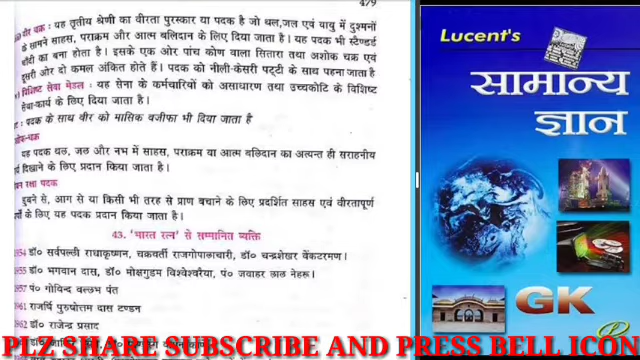 479
वीर चक्र : यह तृतीय श्रेणी का वीरता पुरस्कार या पदक है जो थल,जल एवं वायु में दुश्मनों
के सामने साहस, पराक्रम और आत्म बलिदान के लिए दिया जाता है। यह पदक भी स्टैण्डर्ड
चाँदी का बना होता है। इसके एक ओर पांच कोण वाला सितारा तथा अशोक चक्र एवं
दूसरी ओर दो कमल अंकित होते हैं। पदक को नीली-केसरी पट्टी के साथ पहना जाता है
विशिष्ट सेवा मेडल : यह सेना के कर्मचारियों को असाधारण तथा उच्चकोटि के विशिष्ट
सेवा-कार्य के लिए दिया जाता है।
पदक के साथ वीर को मासिक वजीफा भी दिया जाता है
चक्र
यह पदक थल, जल और नभ में साहस, पराक्रम या आत्म बलिदान का अत्यन्त ही सराहनीय
दिखाने के लिए प्रदान किया जाता है।
रक्षा पदक
डूबने से, आग से या किसी भी तरह से प्राण बचाने के लिए प्रदर्शित साहस एवं वीरतापूर्ण
के लिए यह पदक प्रदान किया जाता है।
43. 'भारत रत्न' से सम्मानित व्यक्ति
1954 डॉ० सर्वपल्ली राधाकृष्णन, चक्रवर्ती राजगोपालाचारी, डॉ० चन्द्रशेखर वेंकटरमण।
1955 डॉ० भगवान दास, डॉ० मोक्षगुडम विश्वेश्वरैया, पं० जवाहर लाल नेहरू।
1957 पं० गोविन्द वल्लभ पंत
1961 राजर्षि पुरुषोत्तम दास टण्डन
1962 डॉ० राजेन्द्र प्रसाद
Lucent's
सामान्य
ज्ञान
GK
PLZ SHARE SUBSCRIBE AND PRESS BELL ICON